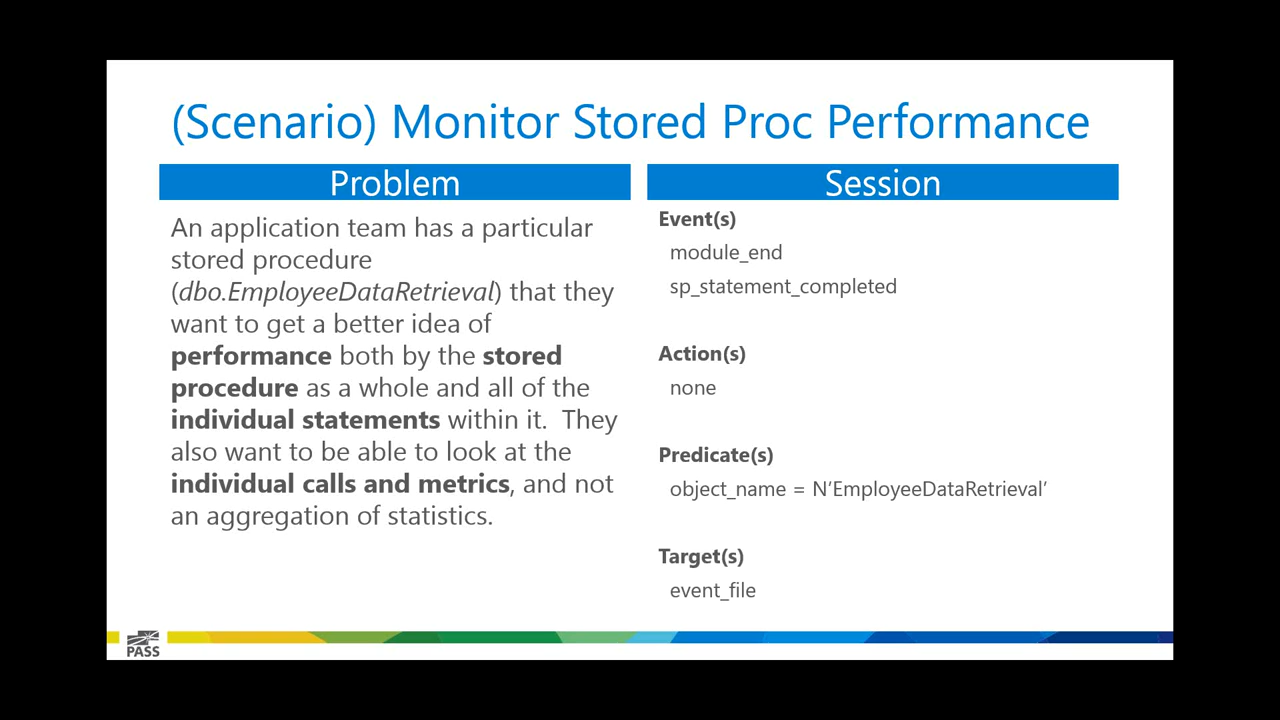 (Scenario) Monitor Stored Proc Performance
Problem
An application team has a particular
stored procedure
(dbo.EmployeeDataRetrieval) that they
want to get a better idea of
performance both by the stored
procedure as a whole and all of the
individual statements within it.  They
also want to be able to look at the
individual calls and metrics, and not
an aggregation of statistics.
Session
Event(s)
module_end
sp_statement_completed
Action(s)
none
Predicate(s)
object_name = N‘EmployeeDataRetrieval’
Target(s)
event_file
PASS